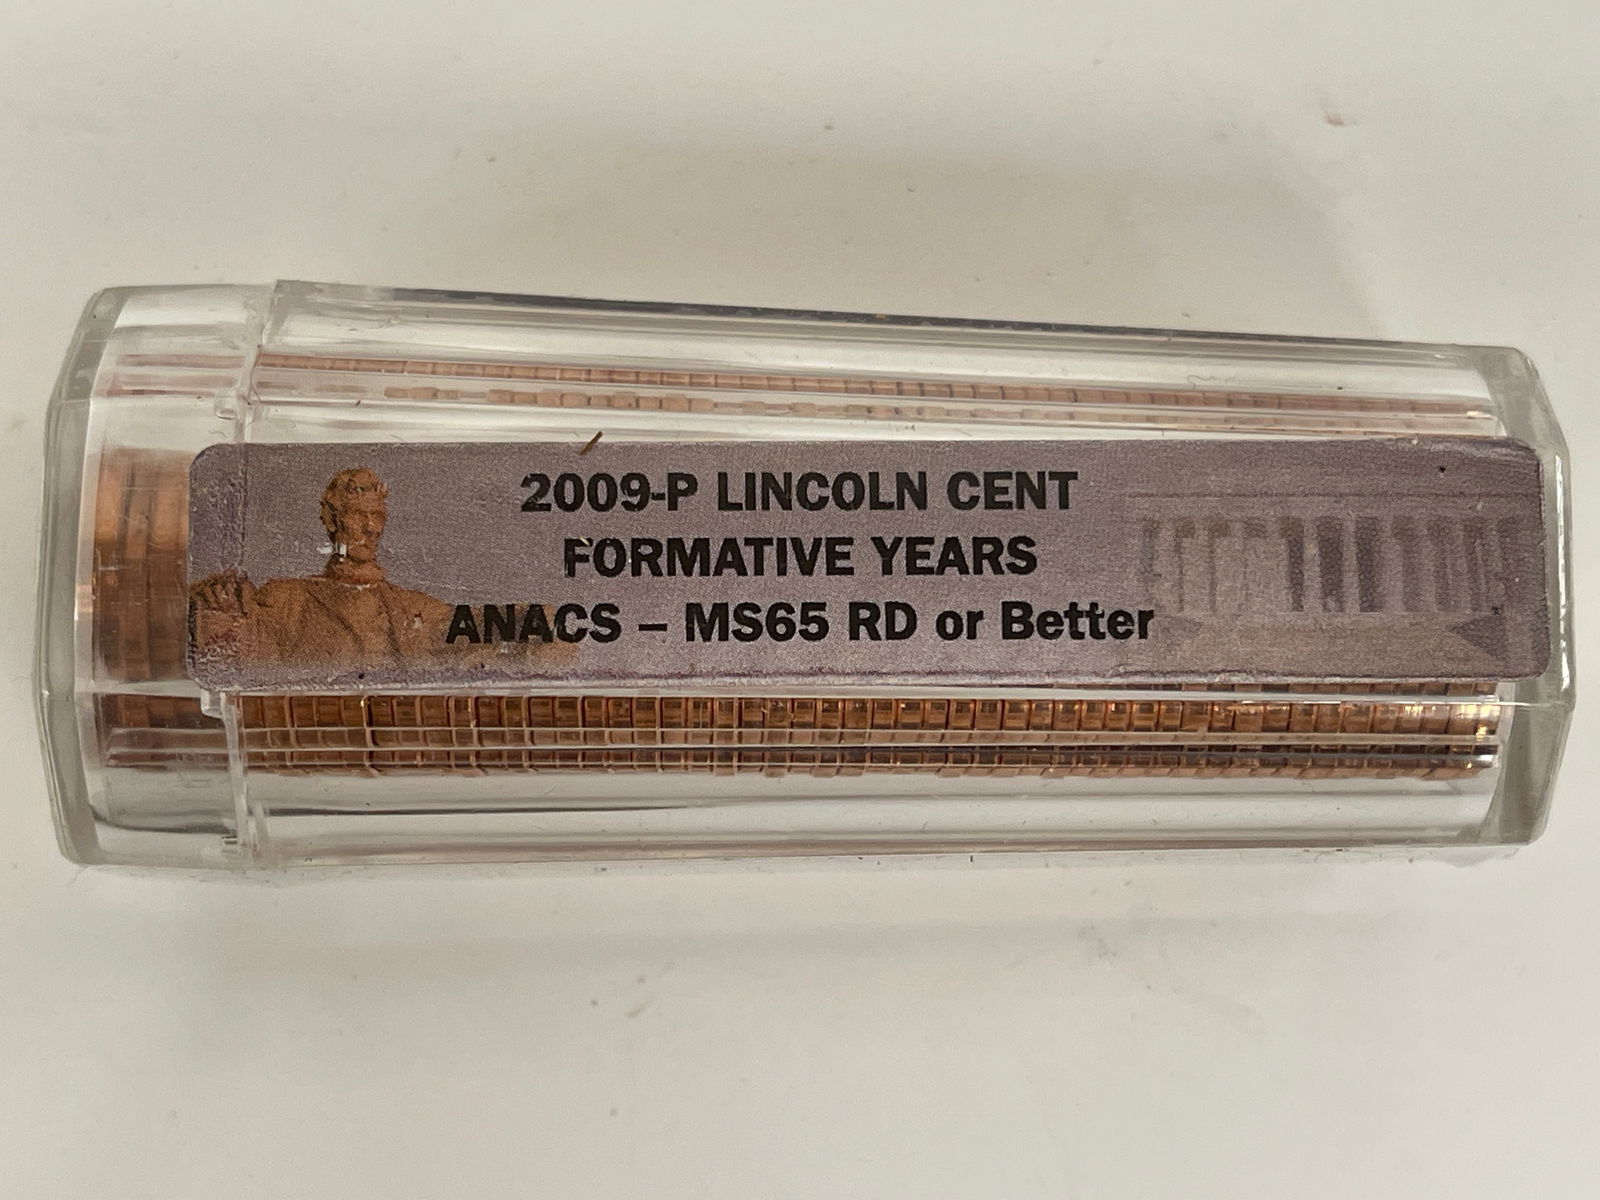 2009-P LINCOLN CENT
FORMATIVE YEARS
ANACS – MS65 RD or Better